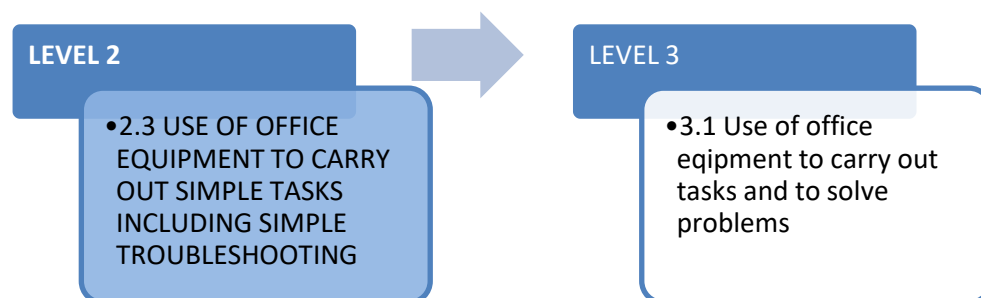 LEVEL 2
•2.3 USE OF OFFICE
EQUIPMENT TO CARRY
OUT SIMPLE TASKS
INCLUDING SIMPLE
TROUBLESHOOTING
LEVEL 3
•3.1 Use of office
eqipment to carry out
tasks and to solve
problems